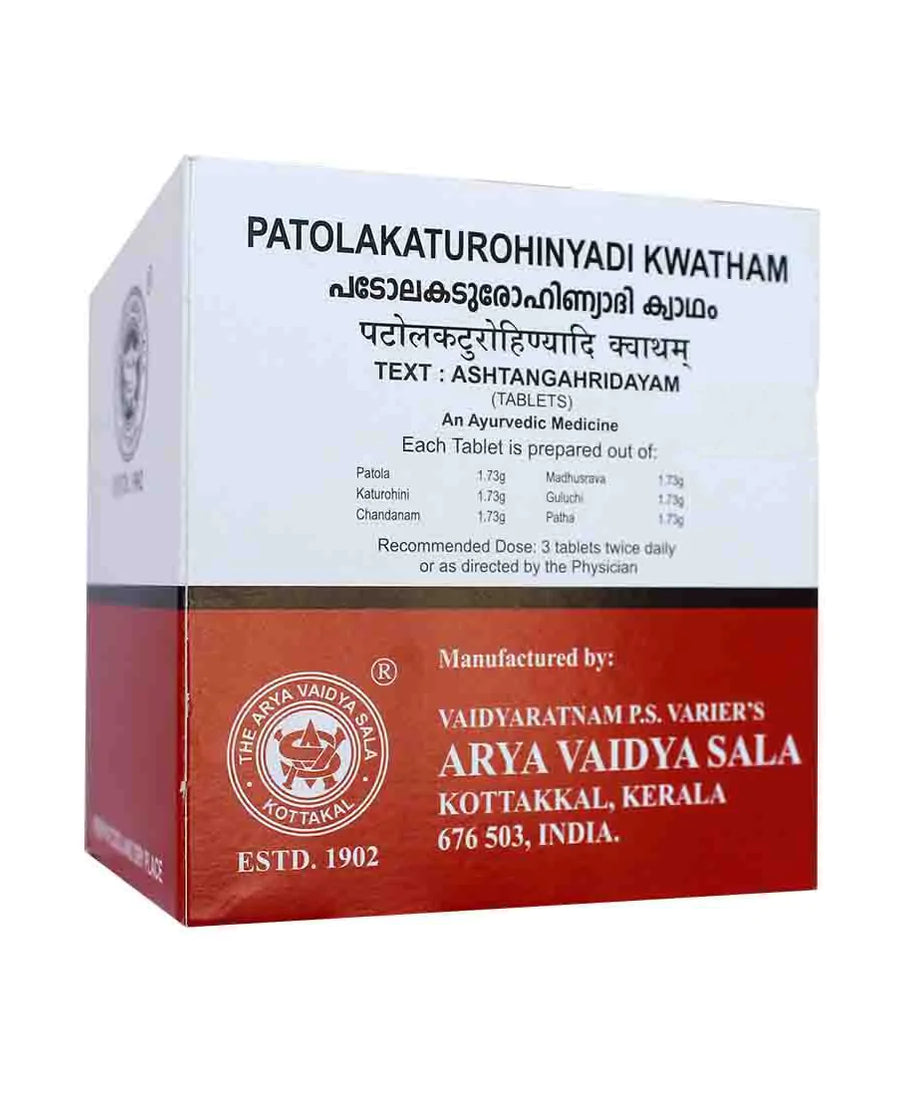 PATOLAKATUROHINYADI KWATHAM
പടോലകടുരോഹിണ്യാദി ക്വാഥം
पटोलकटुरोहिण्यादि क्वाथम्
TEXT : ASHTANGAHRIDAYAM
(TABLETS)
An Ayurvedic Medicine
Each Tablet is prepared out of:
Patola 1.73g Madhusrava 1.73g
Katurohini 1.73g Guluchi 1.73g
Chandanam 1.73g Patha 1.73g
Recommended Dose: 3 tablets twice daily
or as directed by the Physician
Manufactured by:
VAIDYARATNAM P.S. VARIER'S
ARYA VAIDYA SALA
KOTTAKKAL, KERALA
676 503, INDIA.
®
THE ARYA VAIDYA SALA
KOTTAKAL
ESTD. 1902
®
ESTD. 1902
PLACE